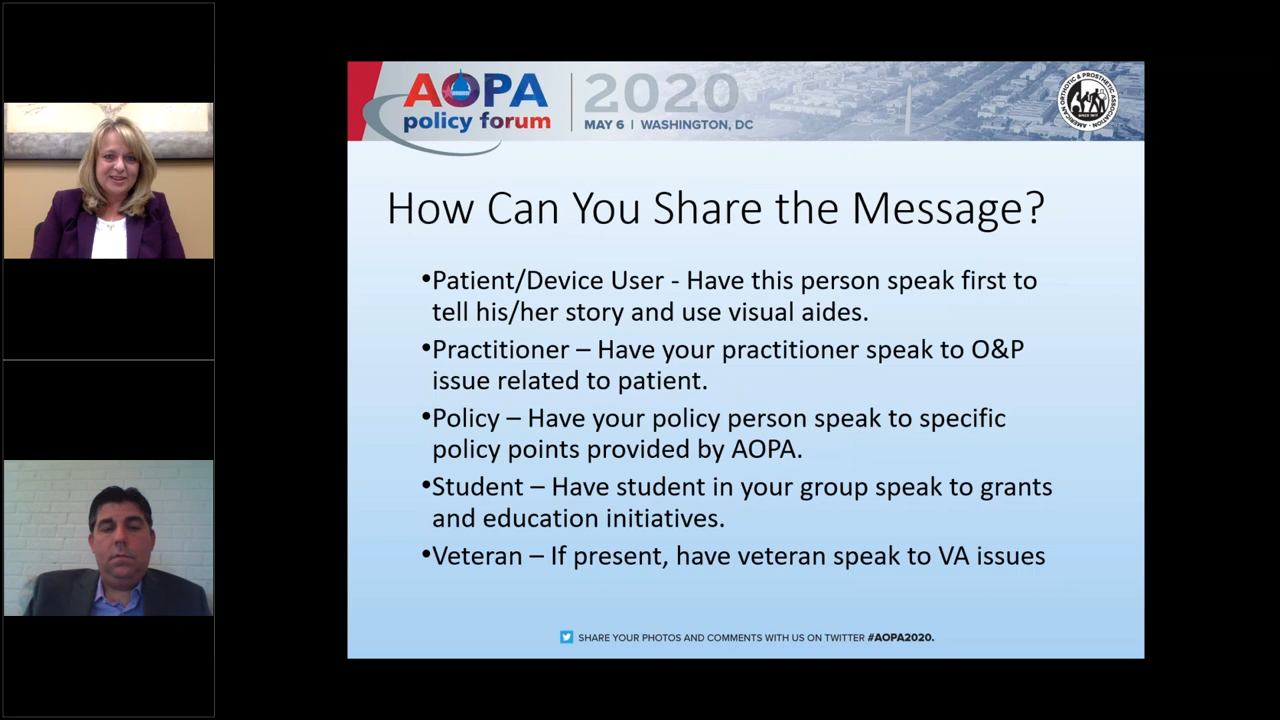 AOPA
policy forum
2020
MAY 6 | WASHINGTON, DC
AMERICAN ORTHOTIC & PROSTHETIC ASSOCIATION
How Can You Share the Message?
•Patient/Device User - Have this person speak first to
tell his/her story and use visual aides.
•Practitioner – Have your practitioner speak to O&P
issue related to patient.
•Policy – Have your policy person speak to specific
policy points provided by AOPA.
•Student – Have student in your group speak to grants
and education initiatives.
•Veteran – If present, have veteran speak to VA issues
SHARE YOUR PHOTOS AND COMMENTS WITH US ON TWITTER #AOPA2020.